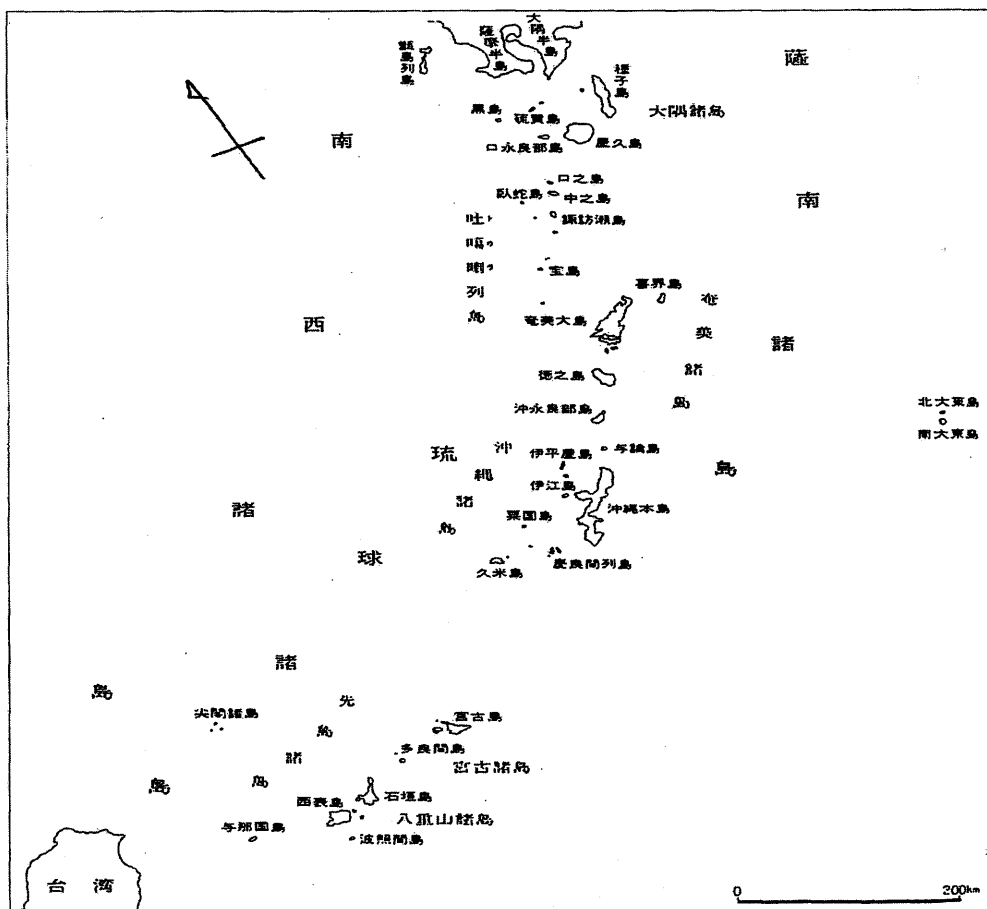 薩南諸島
南西諸島
琉球諸島
大隅諸島
吐噶喇列島
奄美諸島
沖縄諸島
先島諸島
宮古諸島
八重山諸島
甑島列島
薩摩半島
大隅半島
種子島
黒島
硫黄島
口永良部島
屋久島
口之島
臥蛇島
中之島
諏訪瀬島
宝島
喜界島
奄美大島
徳之島
沖永良部島
北大東島
南大東島
伊平屋島
与論島
伊江島
沖縄本島
粟国島
久米島
慶良間列島
尖閣諸島
宮古島
多良間島
西表島
石垣島
与那国島
波照間島
台湾
0
200km